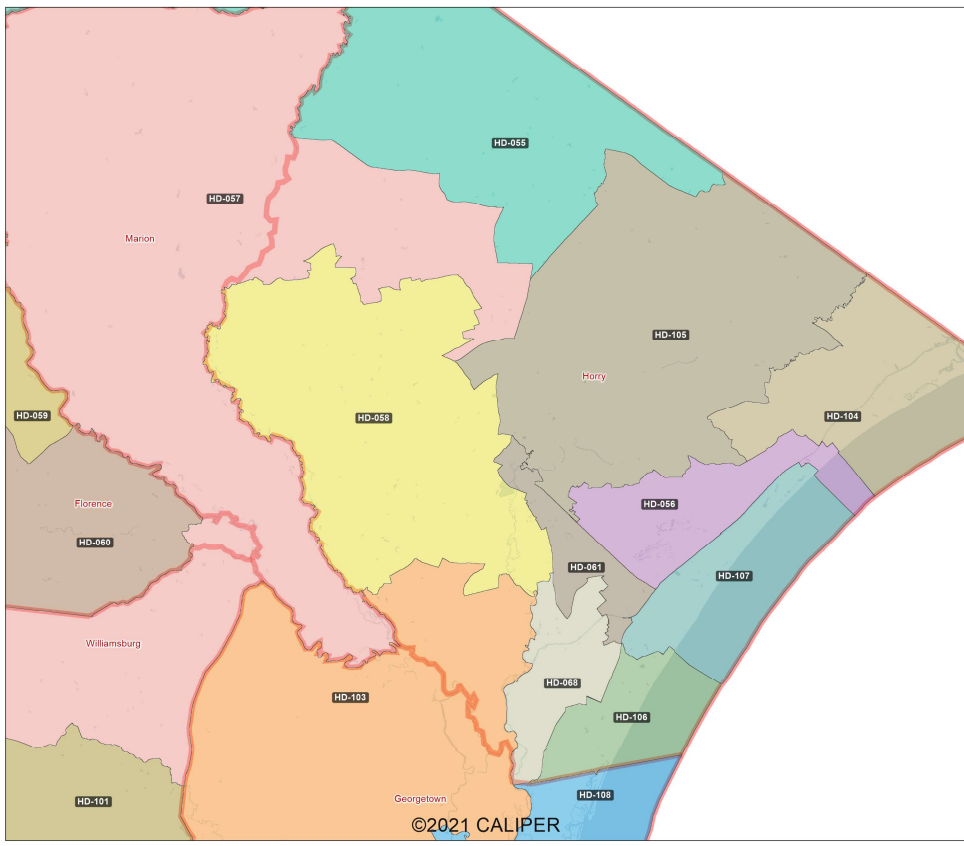 HD-055
HD-057
Marion
HD-105
Horry
HD-059
HD-058
HD-104
Florence
HD-056
HD-060
HD-061
HD-107
Williamsburg
HD-068
HD-103
HD-106
HD-108
HD-101
Georgetown
©2021 CALIPER